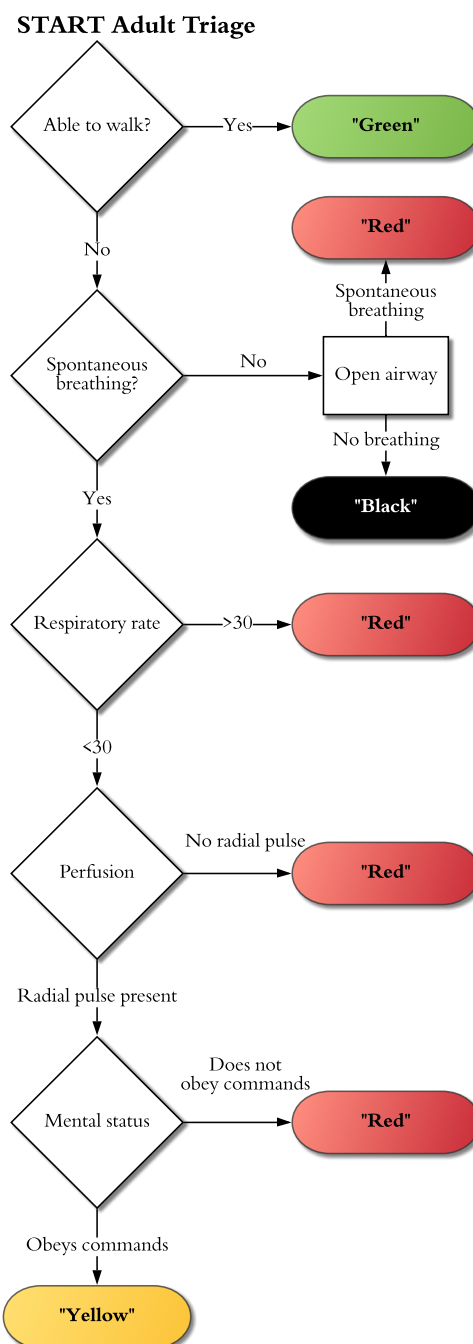 START Adult Triage
Able to walk?
Yes
"Green"
No
"Red"
Spontaneous
breathing
Spontaneous
breathing?
No
Open airway
No breathing
"Black"
Yes
Respiratory rate
>30
"Red"
<30
No radial pulse
Perfusion
"Red"
Radial pulse present
Does not
obey commands
Mental status
"Red"
Obeys commands
"Yellow"